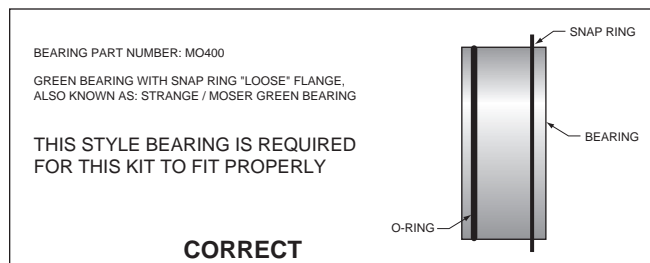 BEARING PART NUMBER: MO400
GREEN BEARING WITH SNAP RING "LOOSE" FLANGE,
ALSO KNOWN AS: STRANGE / MOSER GREEN BEARING
THIS STYLE BEARING IS REQUIRED
FOR THIS KIT TO FIT PROPERLY
CORRECT
SNAP RING
BEARING
O-RING